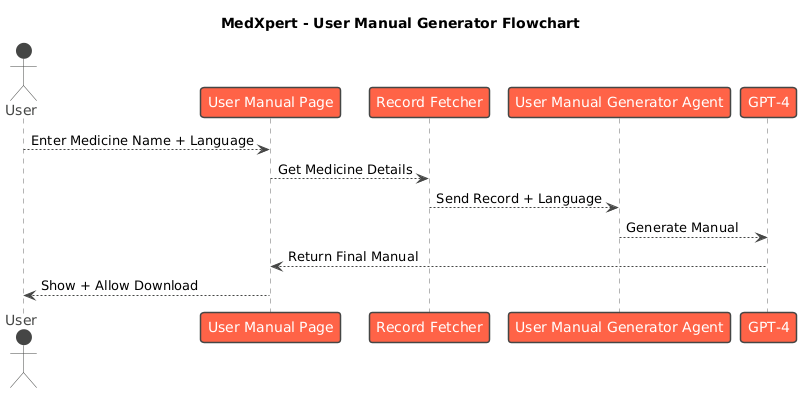 MedXpert - User Manual Generator Flowchart
User
User Manual Page
Record Fetcher
User Manual Generator Agent
GPT-4
Enter Medicine Name + Language
Get Medicine Details
Send Record + Language
Generate Manual
Return Final Manual
Show + Allow Download
User
User Manual Page
Record Fetcher
User Manual Generator Agent
GPT-4